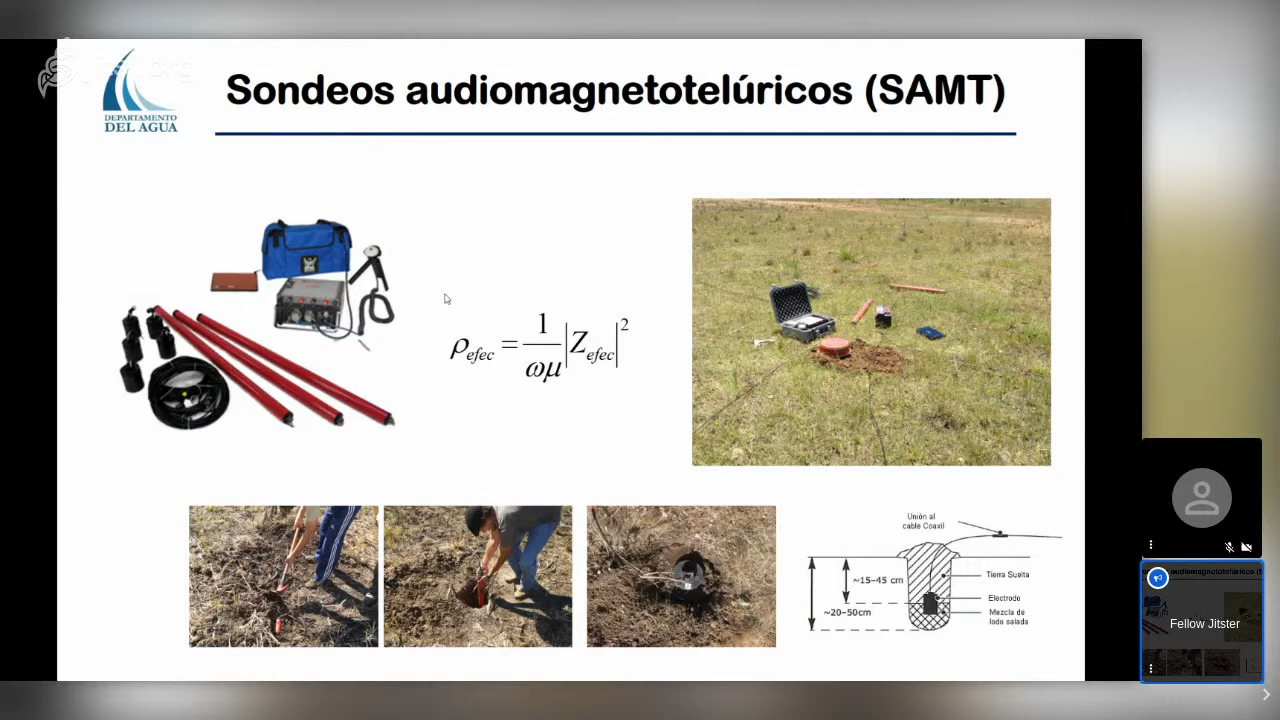 Sondeos audiomagnetotelúricos (SAMT)
DEPARTAMENTO
DEL AGUA
ρefec = 1/ωμ |Zefec|²
Unión al
cable Coaxil
~15-45 cm
~20-50cm
Tierra Suelta
Electrodo
Mezcla de
lodo salada
Fellow Jitster